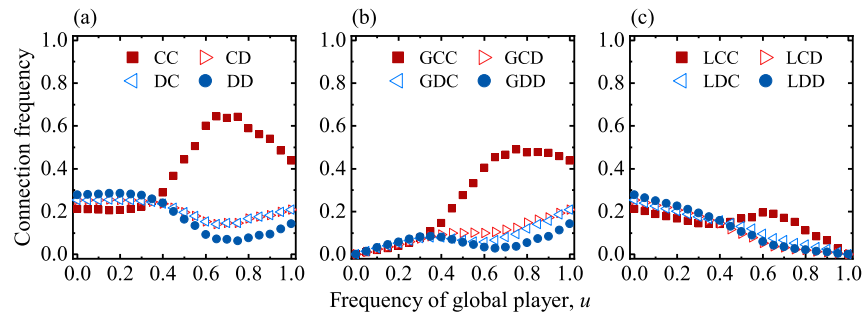 (a) (b) (c)
CC CD
DC DD
GCC GCD
GDC GDD
LCC LCD
LDC LDD
Connection frequency
1.0
0.8
0.6
0.4
0.2
0.0
0.0 0.2 0.4 0.6 0.8 1.0
1.0
0.8
0.6
0.4
0.2
0.0
0.0 0.2 0.4 0.6 0.8 1.0
1.0
0.8
0.6
0.4
0.2
0.0
0.0 0.2 0.4 0.6 0.8 1.0
Frequency of global player, u